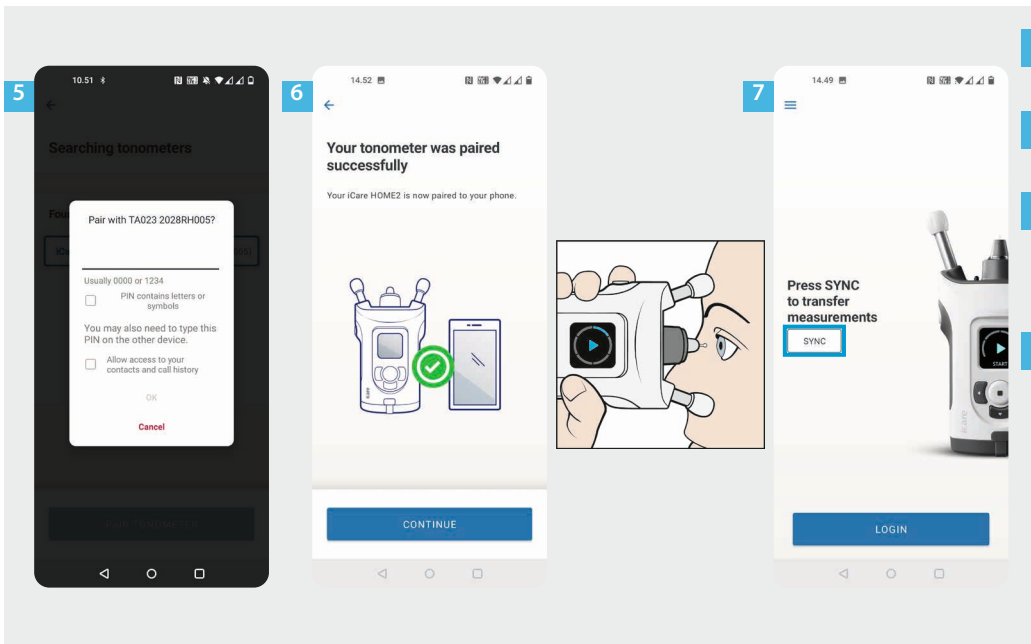 5
10.51
Searching tonometers
Pair with TA023 2028RH005?
Usually 0000 or 1234
PIN contains letters or
symbols
You may also need to type this
PIN on the other device.
Allow access to your
contacts and call history
OK
Cancel
6
14.52
Your tonometer was paired
successfully
Your iCare HOME2 is now paired to your phone.
icare
CONTINUE
7
14.49
Press SYNC
to transfer
measurements
SYNC
START
icare
LOGIN